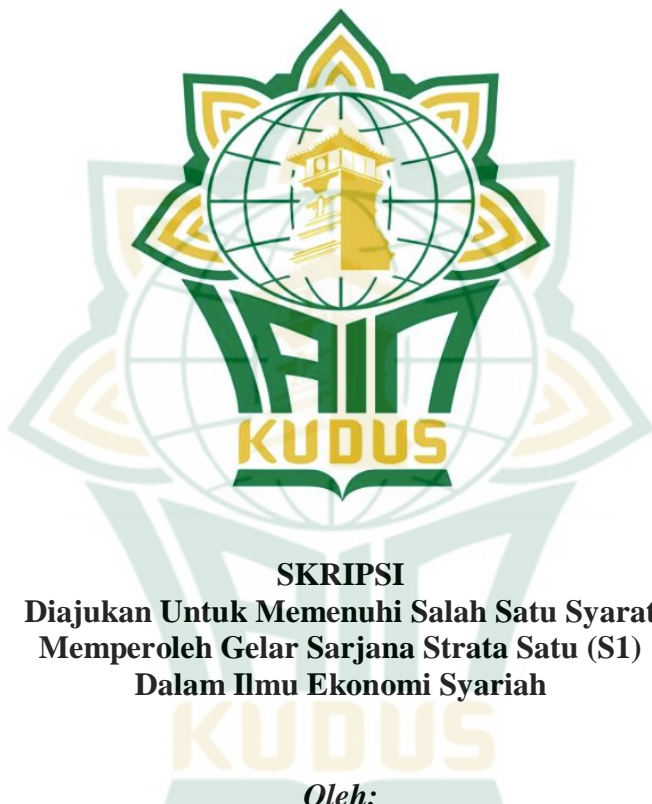 IAIN
KUDUS
SKRIPSI
Diajukan Untuk Memenuhi Salah Satu Syarat
Memperoleh Gelar Sarjana Strata Satu (S1)
Dalam Ilmu Ekonomi Syariah
KUDUS
Oleh: